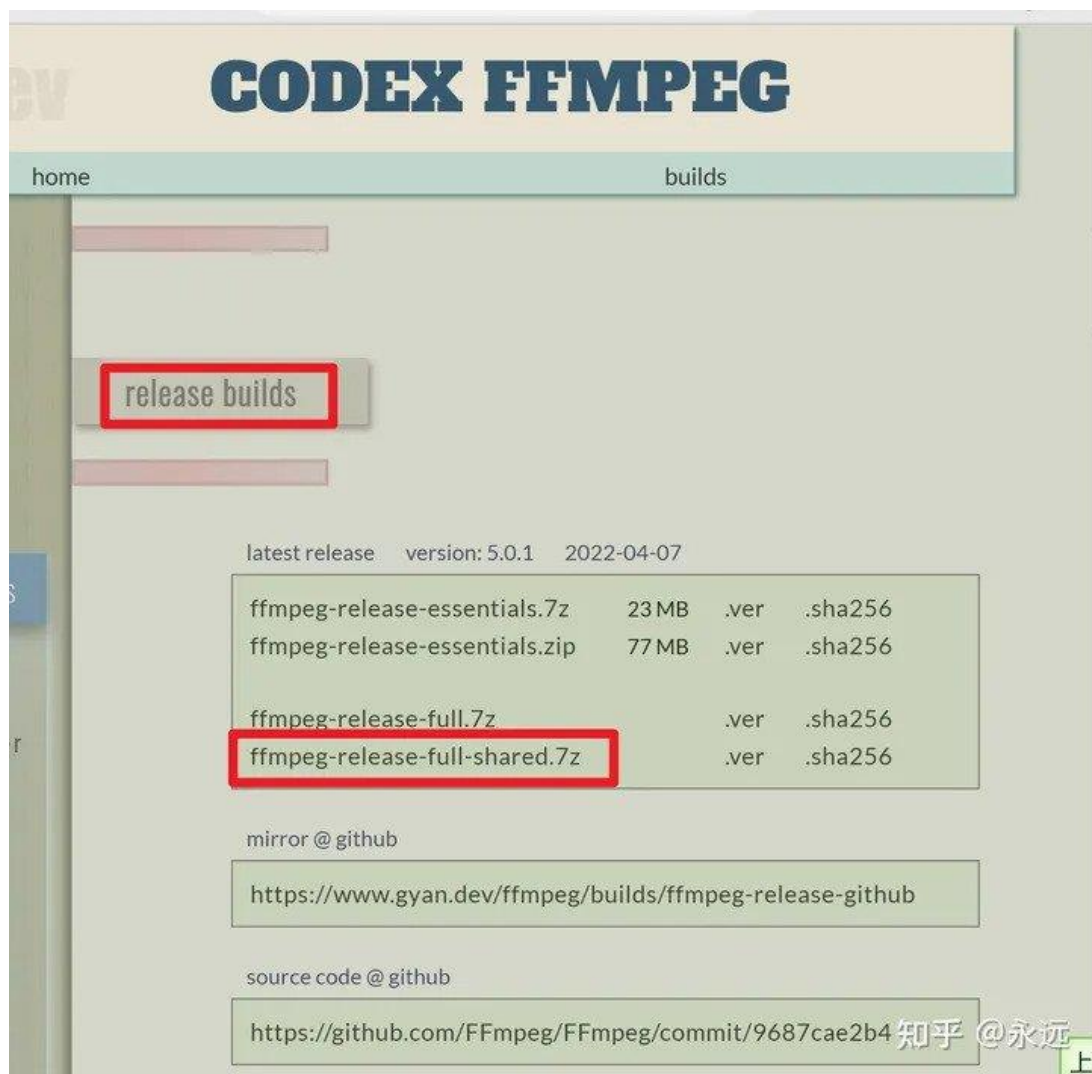 ev
CODEX FFMPEG
home builds
release builds
latest release version: 5.0.1 2022-04-07
ffmpeg-release-essentials.7z 23 MB .ver .sha256
ffmpeg-release-essentials.zip 77 MB .ver .sha256
ffmpeg-release-full.7z .ver .sha256
ffmpeg-release-full-shared.7z .ver .sha256
mirror @ github
https://www.gyan.dev/ffmpeg/builds/ffmpeg-release-github
source code @ github
https://github.com/FFmpeg/FFmpeg/commit/9687cae2b4
知乎 @永远
上